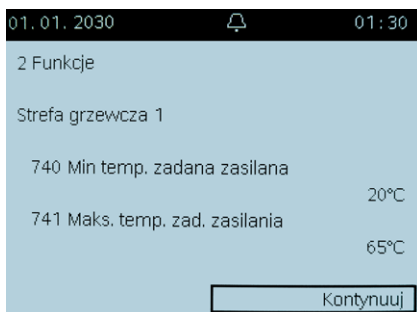 01.01.2030 01:30
2 Funkcje
Strefa grzewcza 1
740 Min temp. zadana zasilana
20°C
741 Maks. temp. zad. zasilania
65°C
Kontynuuj